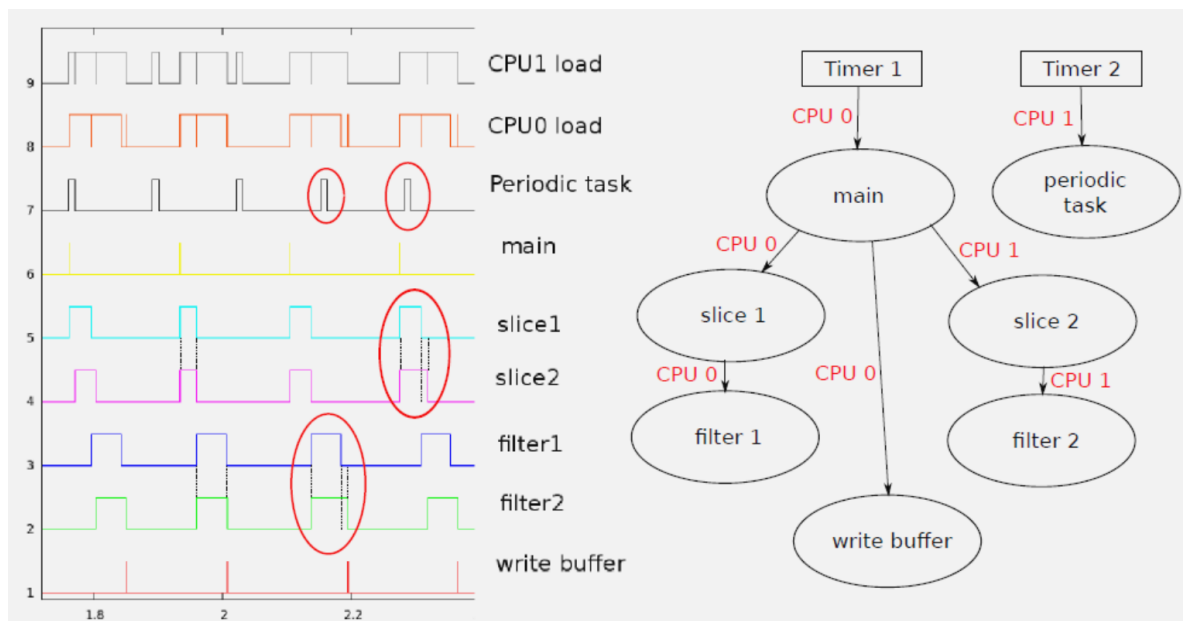 9
8
7
6
5
4
3
2
1
1.8
2
2.2
CPU1 load
CPU0 load
Periodic task
main
slice1
slice2
filter1
filter2
write buffer
Timer 1
Timer 2
CPU 0
CPU 1
main
periodic
task
CPU 0
CPU 1
slice 1
slice 2
CPU 0
CPU 0
CPU 1
filter 1
filter 2
write buffer